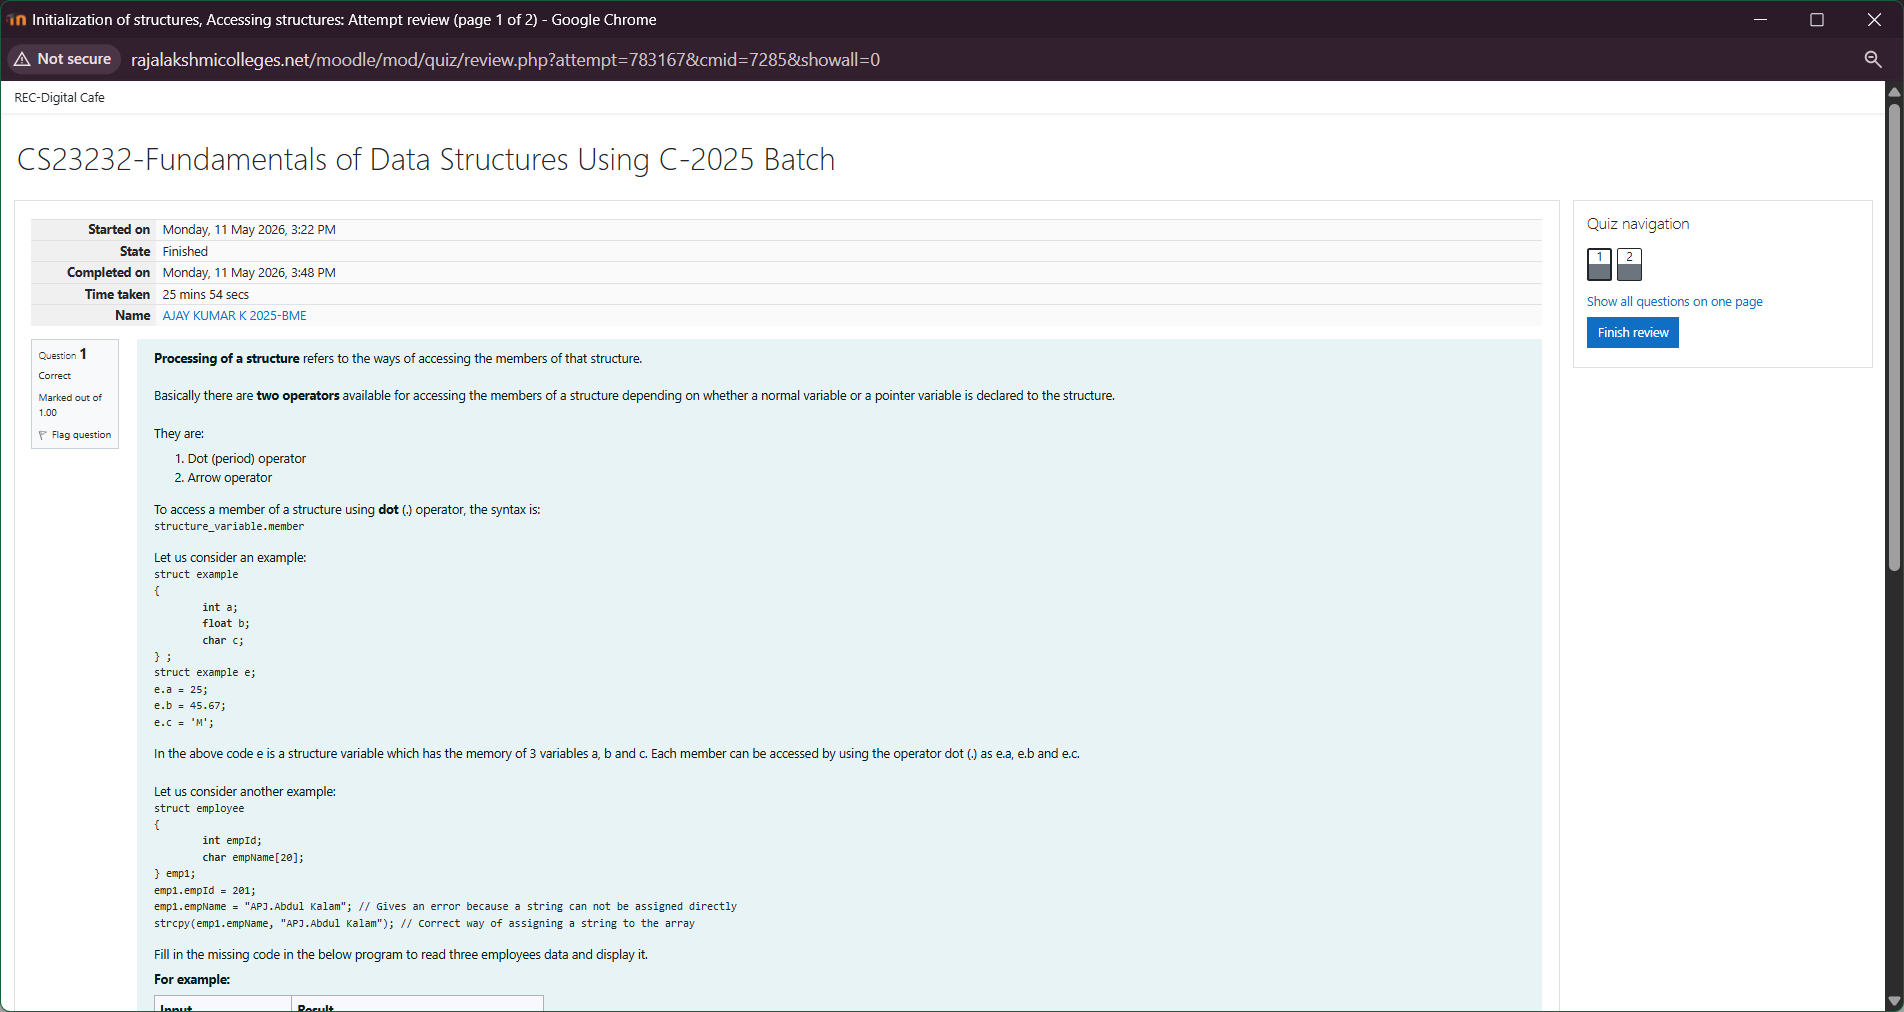 Initialization of structures, Accessing structures: Attempt review (page 1 of 2) - Google Chrome
Not secure
rajalakshmicolleges.net/moodle/mod/quiz/review.php?attempt=783167&cmid=7285&showall=0
REC-Digital Cafe
CS23232-Fundamentals of Data Structures Using C-2025 Batch
Started on Monday, 11 May 2026, 3:22 PM
State Finished
Completed on Monday, 11 May 2026, 3:48 PM
Time taken 25 mins 54 secs
Name AJAY KUMAR K 2025-BME
Quiz navigation
1 2
Show all questions on one page
Finish review
Question 1
Correct
Marked out of
1.00
Flag question
Processing of a structure refers to the ways of accessing the members of that structure.
Basically there are two operators available for accessing the members of a structure depending on whether a normal variable or a pointer variable is declared to the structure.
They are:
1. Dot (period) operator
2. Arrow operator
To access a member of a structure using dot (.) operator, the syntax is:
structure_variable.member
Let us consider an example:
struct example
{
int a;
float b;
char c;
} ;
struct example e;
e.a = 25;
e.b = 45.67;
e.c = 'M';
In the above code e is a structure variable which has the memory of 3 variables a, b and c. Each member can be accessed by using the operator dot (.) as e.a, e.b and e.c.
Let us consider another example:
struct employee
{
int empId;
char empName[20];
} emp1;
emp1.empId = 201;
emp1.empName = "APJ.Abdul Kalam"; // Gives an error because a string can not be assigned directly
strcpy(emp1.empName, "APJ.Abdul Kalam"); // Correct way of assigning a string to the array
Fill in the missing code in the below program to read three employees data and display it.
For example:
Input Result